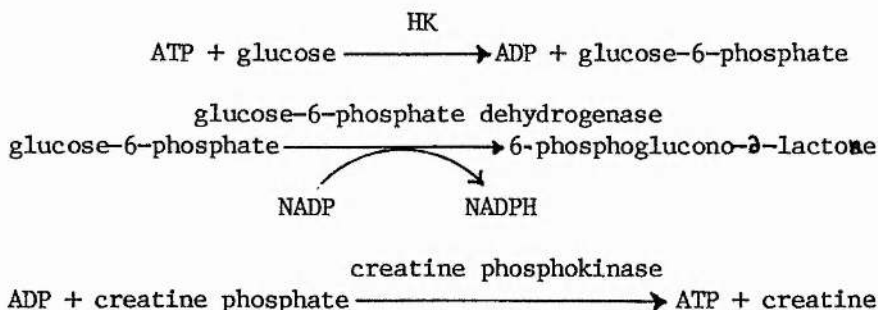 HK
ATP + glucose ⟶ ADP + glucose-6-phosphate
glucose-6-phosphate dehydrogenase
glucose-6-phosphate ⟶ 6-phosphoglucono-∂-lactone
NADP NADPH
creatine phosphokinase
ADP + creatine phosphate ⟶ ATP + creatine